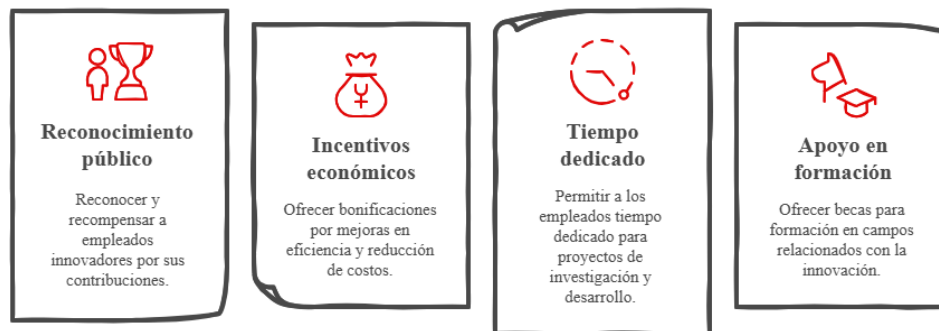 Reconocimiento
público
Reconocer y
recompensar a
empleados
innovadores por sus
contribuciones.
Incentivos
económicos
Ofrecer bonificaciones
por mejoras en
eficiencia y reducción
de costos.
Tiempo
dedicado
Permitir a los
empleados tiempo
dedicado para
proyectos de
investigación y
desarrollo.
Apoyo en
formación
Ofrecer becas para
formación en campos
relacionados con la
innovación.